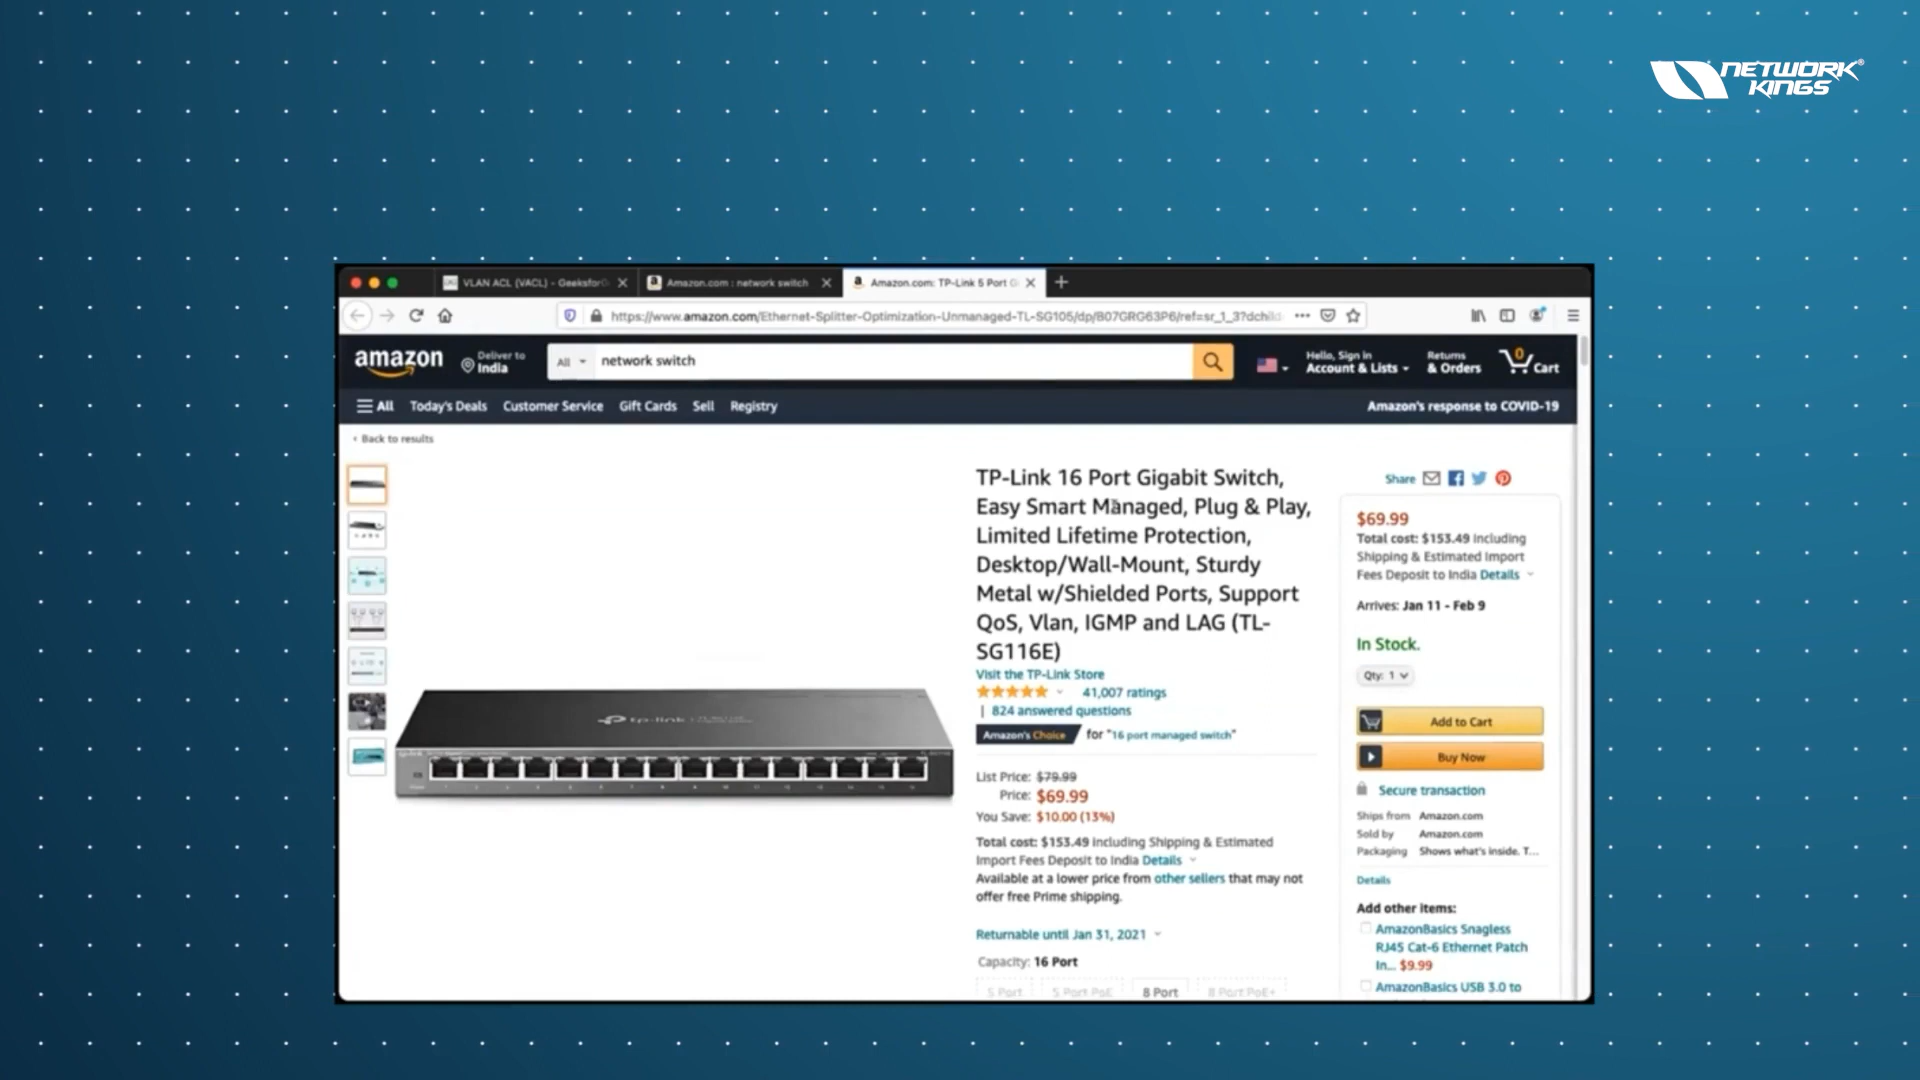 NETWORK
KINGS®
VLAN ACL (VACL) - Geeksfor
Amazon.com : network switch
Amazon.com: TP-Link 5 Port G
https://www.amazon.com/Ethernet-Splitter-Optimization-Unmanaged-TL-SG105/dp/B07GRG63P6/ref=sr_1_3?dchild
amazon
Deliver to
India
All
network switch
Hello, Sign in
Account & Lists
Returns
& Orders
0
Cart
All
Today's Deals
Customer Service
Gift Cards
Sell
Registry
Amazon's response to COVID-19
‹ Back to results
TP-Link 16 Port Gigabit Switch,
Easy Smart Managed, Plug & Play,
Limited Lifetime Protection,
Desktop/Wall-Mount, Sturdy
Metal w/Shielded Ports, Support
QoS, Vlan, IGMP and LAG (TL-
SG116E)
Visit the TP-Link Store
41,007 ratings
| 824 answered questions
Amazon's Choice for "16 port managed switch"
List Price: $79.99
Price: $69.99
You Save: $10.00 (13%)
Total cost: $153.49 Including Shipping & Estimated
Import Fees Deposit to India Details
Available at a lower price from other sellers that may not
offer free Prime shipping.
Returnable until Jan 31, 2021
Capacity: 16 Port
5 Port
5 Port PoE
8 Port
8 Port PoE+
tp-link
Share
$69.99
Total cost: $153.49 Including
Shipping & Estimated Import
Fees Deposit to India Details
Arrives: Jan 11 - Feb 9
In Stock.
Qty: 1
Add to Cart
Buy Now
Secure transaction
Ships from Amazon.com
Sold by Amazon.com
Packaging Shows what's inside. T...
Details
Add other items:
AmazonBasics Snagless
RJ45 Cat-6 Ethernet Patch
In... $9.99
AmazonBasics USB 3.0 to